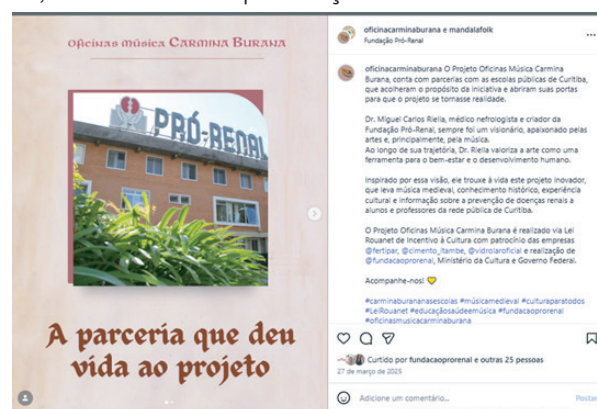 Oficinas música Carmina Burana
PRÓ-RENAL
A parceria que deu
vida ao projeto
oficinacarminaburana e mandalafolk
Fundação Pró-Renal
oficinacarminaburana O Projeto Oficinas Música Carmina
Burana, conta com parcerias com as escolas públicas de Curitiba,
que acolheram o propósito da iniciativa e abriram suas portas
para que o projeto se tornasse realidade.
Dr. Miguel Carlos Riella, médico nefrologista e criador da
Fundação Pró-Renal, sempre foi um visionário, apaixonado pelas
artes e, principalmente, pela música.
Ao longo de sua trajetória, Dr. Riella valoriza a arte como uma
ferramenta para o bem-estar e o desenvolvimento humano.
Inspirado por essa visão, ele trouxe à vida este projeto inovador,
que leva música medieval, conhecimento histórico, experiência
cultural e informação sobre a prevenção de doenças renais a
alunos e professores da rede pública de Curitiba.
O Projeto Oficinas Música Carmina Burana é realizado via Lei
Rouanet de Incentivo à Cultura com patrocínio das empresas
@fertipar, @cimento_itambe, @vidrolaroficial e realização de
@fundacaoprorenal, Ministério da Cultura e Governo Federal.
Acompanhe-nos!
#carminaburananasescolas #músicamedieval #culturaparatodos
#LeiRouanet #educaçãosaúdeemúsica #fundacaoprorenal
#oficinasmusicacarminaburana
Curtido por fundacaoprorenal e outras 25 pessoas
27 de março de 2025
Adicione um comentário...
Postar